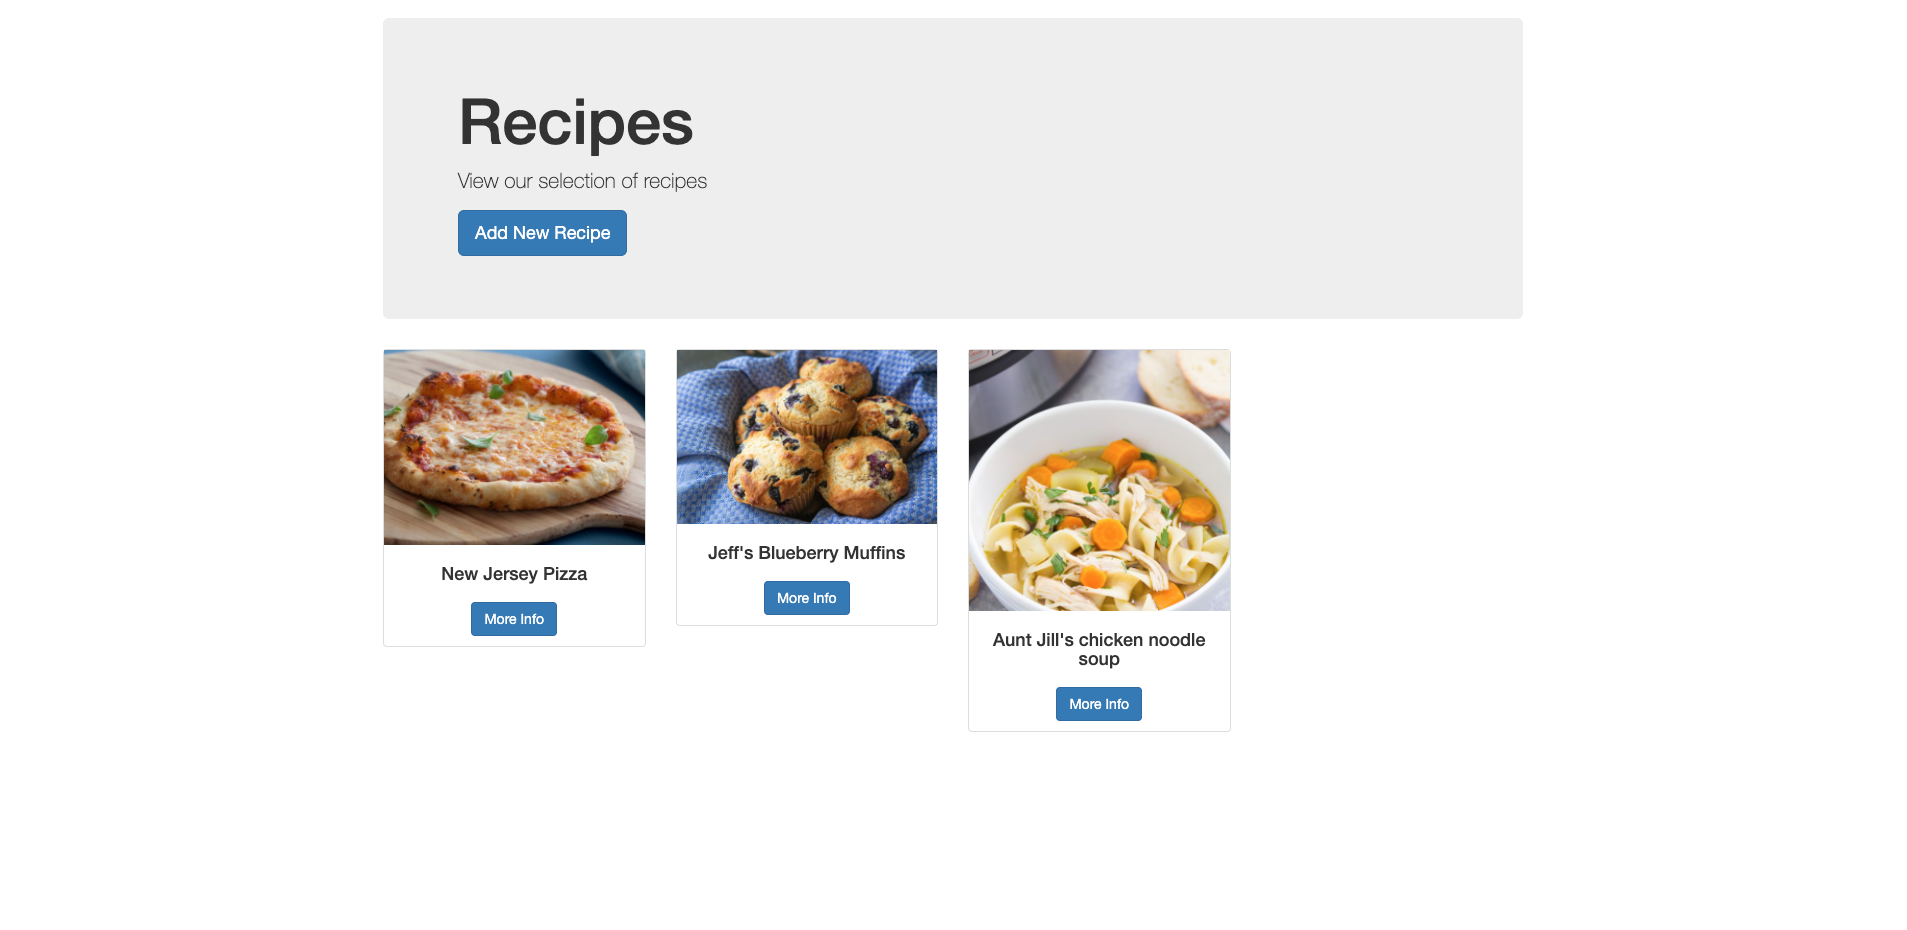 Recipes
View our selection of recipes
Add New Recipe
New Jersey Pizza
More Info
Jeff's Blueberry Muffins
More Info
Aunt Jill's chicken noodle
soup
More Info